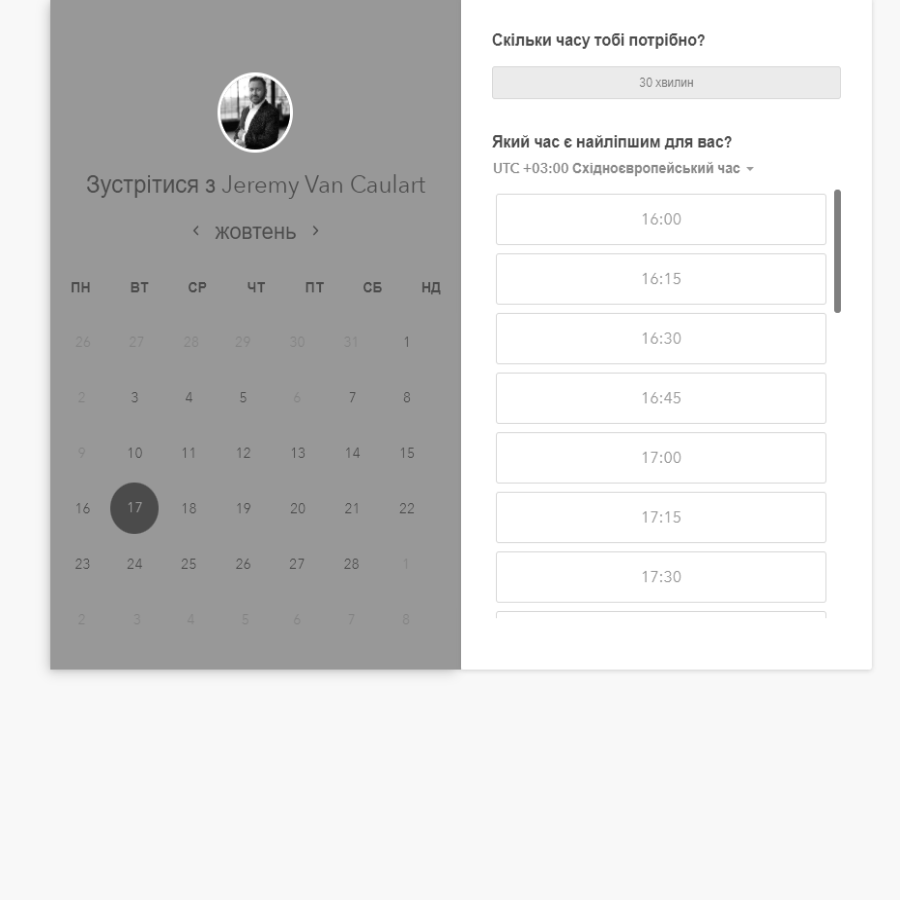 Зустрітися з Jeremy Van Caulart
жовтень
ПН ВТ СР ЧТ ПТ СБ НД
26 27 28 29 30 31 1
2 3 4 5 6 7 8
9 10 11 12 13 14 15
16 17 18 19 20 21 22
23 24 25 26 27 28 1
2 3 4 5 6 7 8
Скільки часу тобі потрібно?
30 хвилин
Який час є найліпшим для вас?
UTC +03:00 Східноєвропейський час
16:00
16:15
16:30
16:45
17:00
17:15
17:30